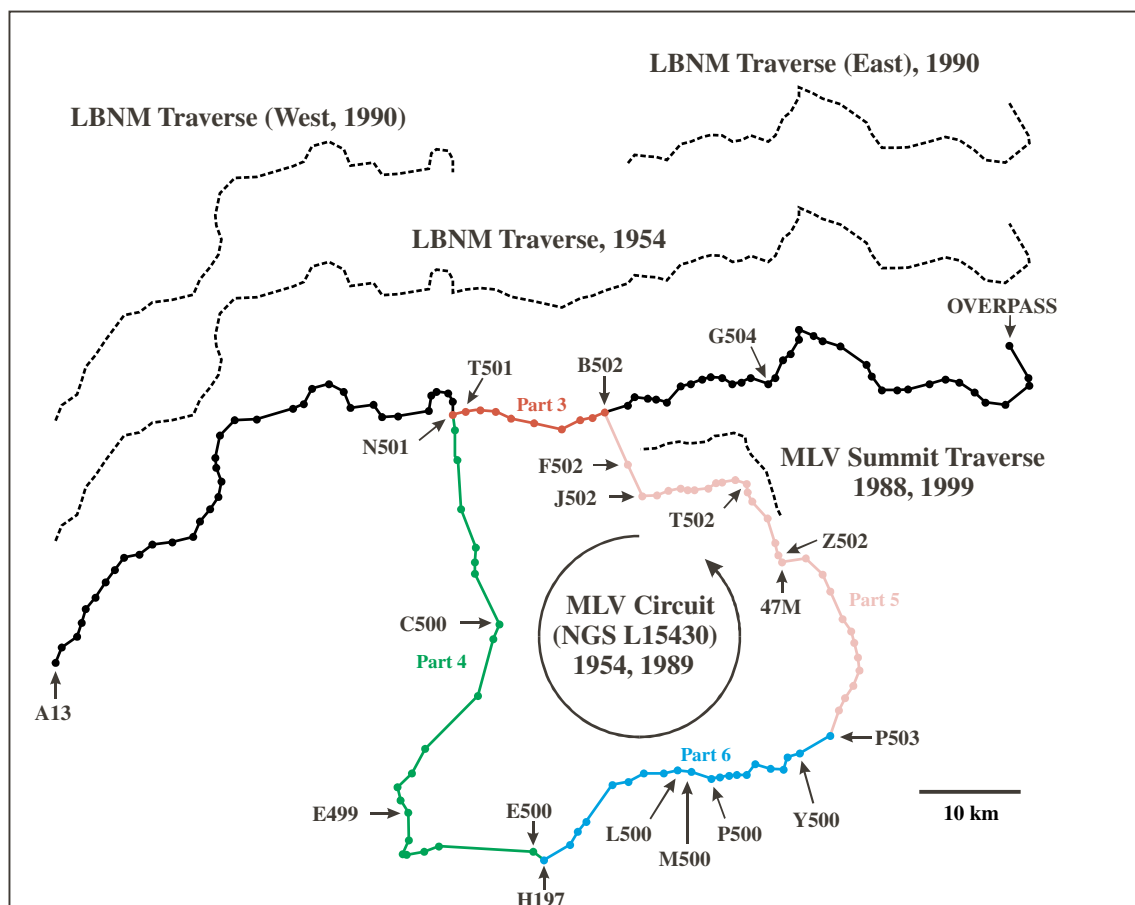 LBNM Traverse (East), 1990
LBNM Traverse (West, 1990)
LBNM Traverse, 1954
OVERPASS
G504
B502
T501
Part 3
N501
F502
MLV Summit Traverse
1988, 1999
J502
T502
Z502
47M
Part 5
MLV Circuit
(NGS L15430)
1954, 1989
C500
Part 4
A13
P503
Part 6
E499
E500
L500
P500
Y500
M500
10 km
H197